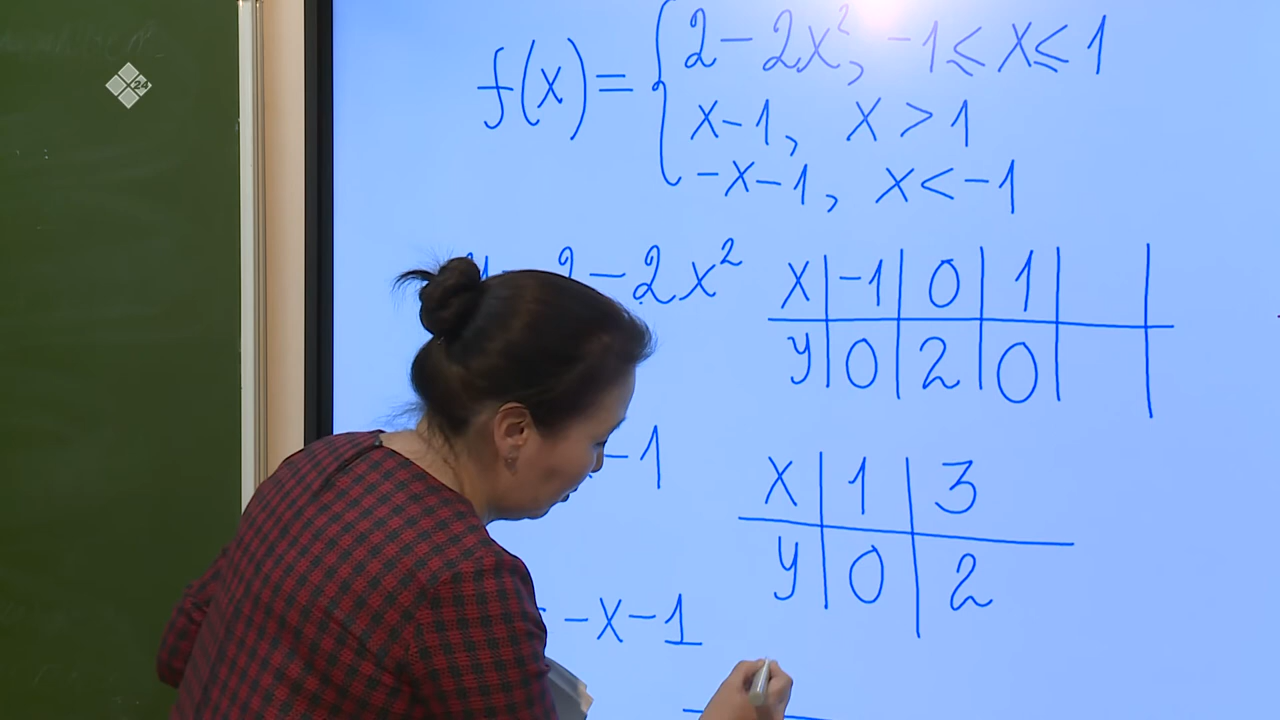 X24
f(x) = { 2 - 2x², -1 ≤ x ≤ 1
x - 1, x > 1
-x - 1, x < -1
2 - 2x²
x | -1 | 0 | 1
y | 0 | 2 | 0
-1
x | 1 | 3
y | 0 | 2
-x - 1